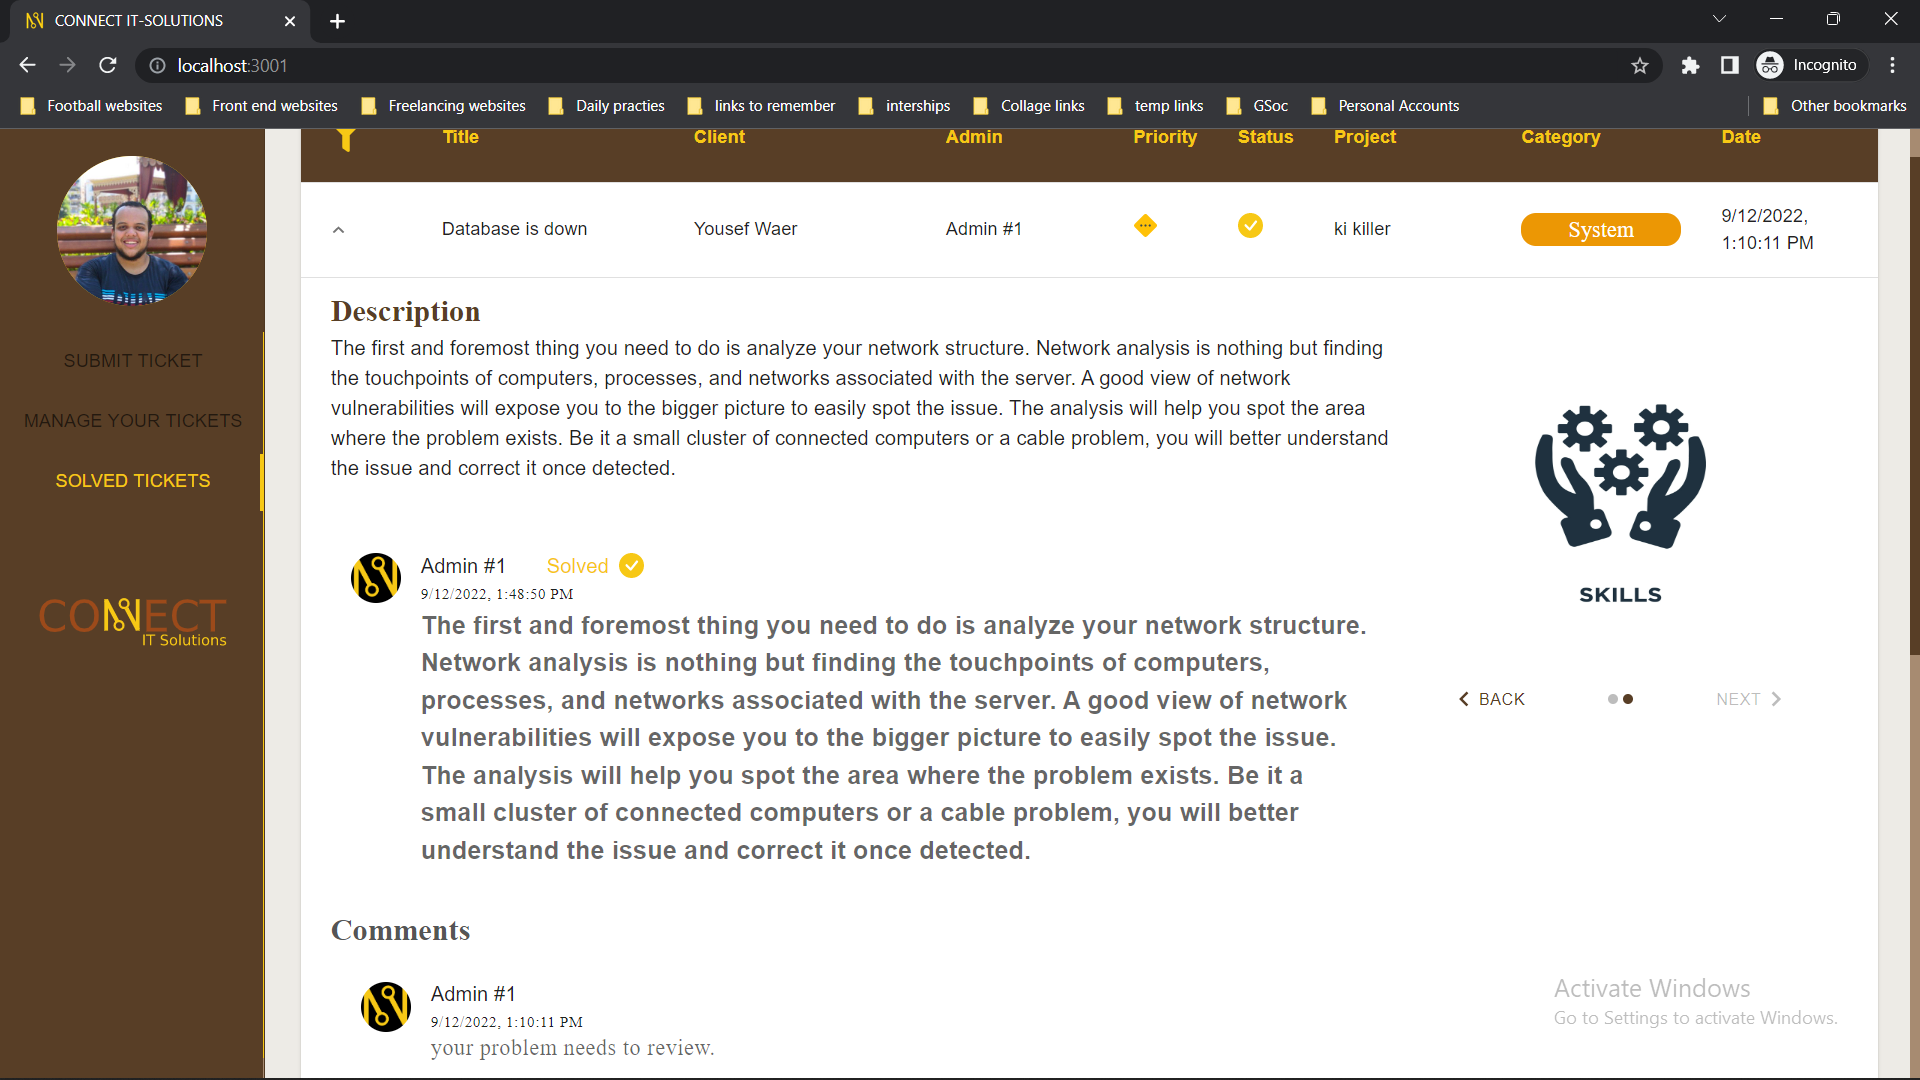 CONNECT IT-SOLUTIONS
localhost:3001
Incognito
Football websites
Front end websites
Freelancing websites
Daily practies
links to remember
interships
Collage links
temp links
GSoc
Personal Accounts
Other bookmarks
Title Client Admin Priority Status Project Category Date
Database is down Yousef Waer Admin #1 ki killer System 9/12/2022,
1:10:11 PM
SUBMIT TICKET
MANAGE YOUR TICKETS
SOLVED TICKETS
CONNECT
IT Solutions
Description
The first and foremost thing you need to do is analyze your network structure. Network analysis is nothing but finding
the touchpoints of computers, processes, and networks associated with the server. A good view of network
vulnerabilities will expose you to the bigger picture to easily spot the issue. The analysis will help you spot the area
where the problem exists. Be it a small cluster of connected computers or a cable problem, you will better understand
the issue and correct it once detected.
SKILLS
BACK
NEXT
Admin #1 Solved
9/12/2022, 1:48:50 PM
The first and foremost thing you need to do is analyze your network structure.
Network analysis is nothing but finding the touchpoints of computers,
processes, and networks associated with the server. A good view of network
vulnerabilities will expose you to the bigger picture to easily spot the issue.
The analysis will help you spot the area where the problem exists. Be it a
small cluster of connected computers or a cable problem, you will better
understand the issue and correct it once detected.
Comments
Admin #1
9/12/2022, 1:10:11 PM
your problem needs to review.
Activate Windows
Go to Settings to activate Windows.